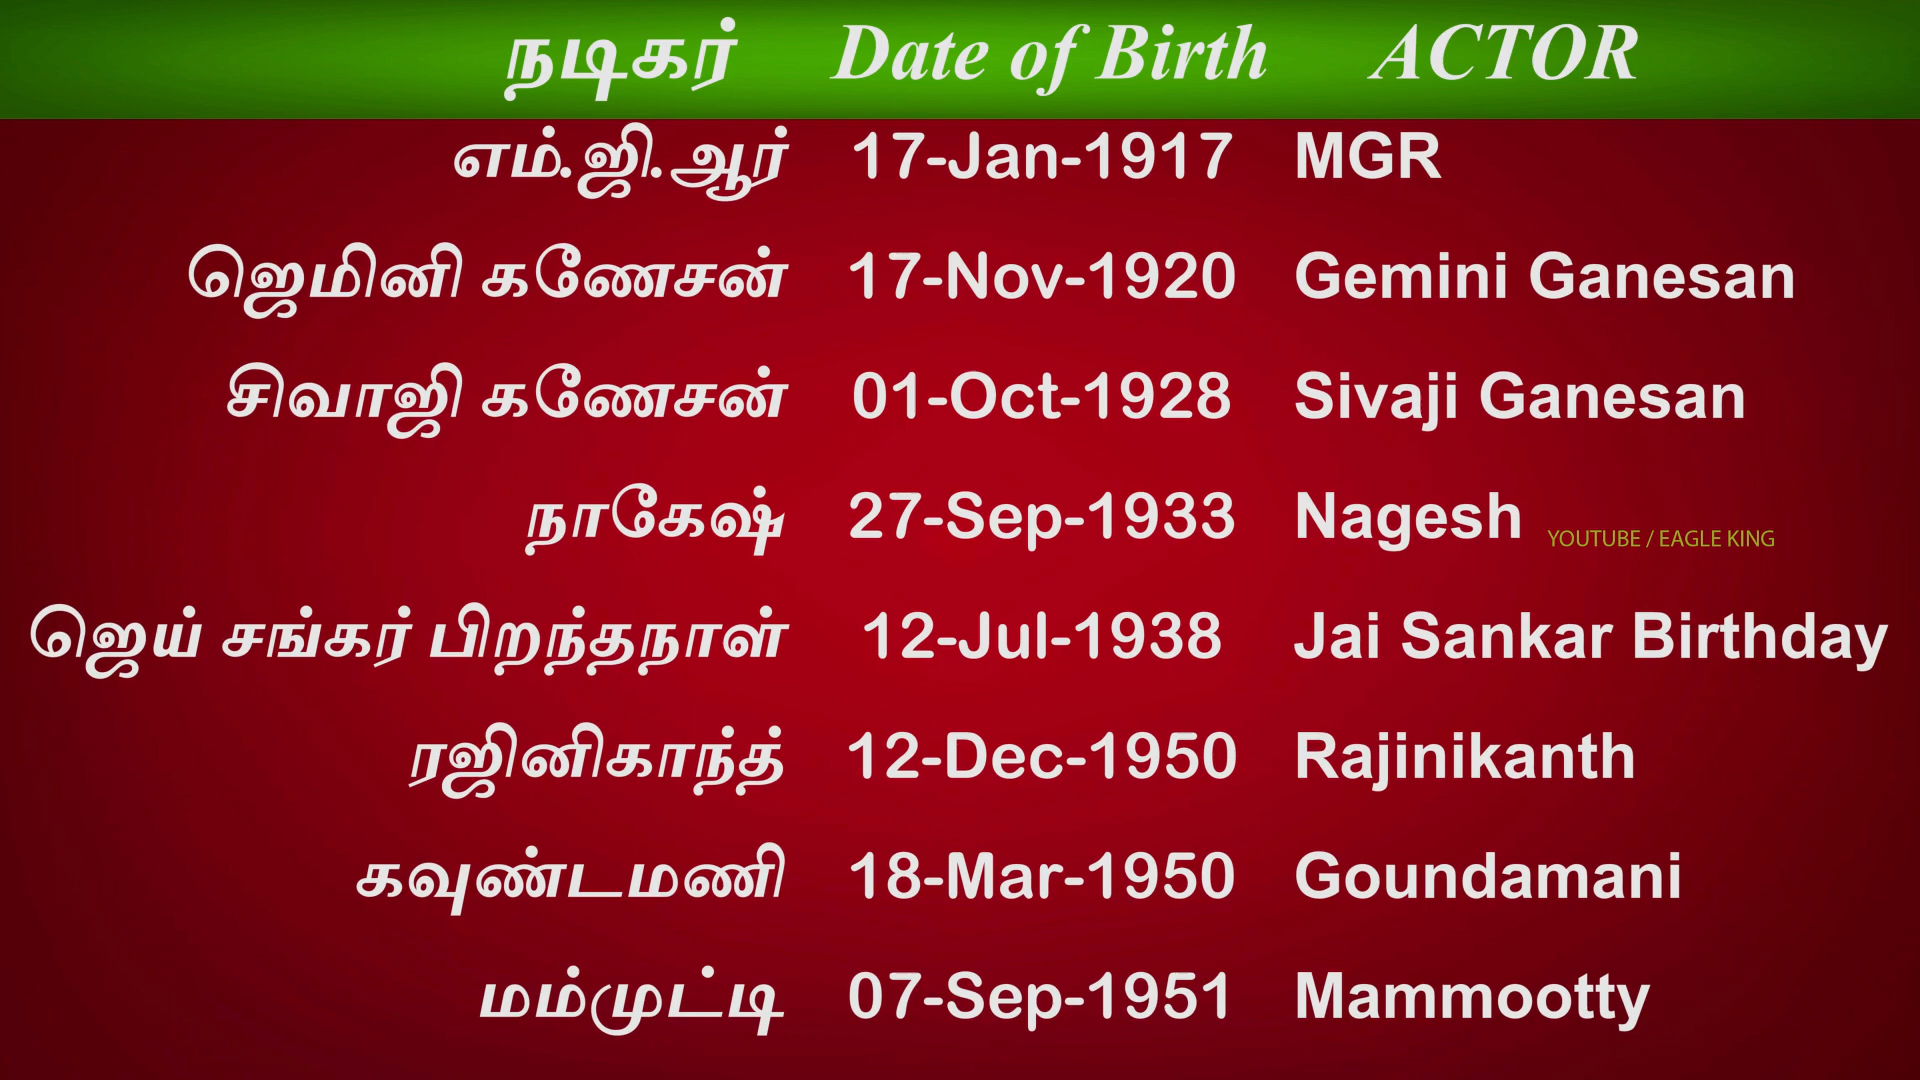 நடிகர் Date of Birth ACTOR
எம்.ஜி.ஆர் 17-Jan-1917 MGR
ஜெமினி கணேசன் 17-Nov-1920 Gemini Ganesan
சிவாஜி கணேசன் 01-Oct-1928 Sivaji Ganesan
நாகேஷ் 27-Sep-1933 Nagesh YOUTUBE / EAGLE KING
ஜெய் சங்கர் பிறந்தநாள் 12-Jul-1938 Jai Sankar Birthday
ரஜினிகாந்த் 12-Dec-1950 Rajinikanth
கவுண்டமணி 18-Mar-1950 Goundamani
மம்முட்டி 07-Sep-1951 Mammootty